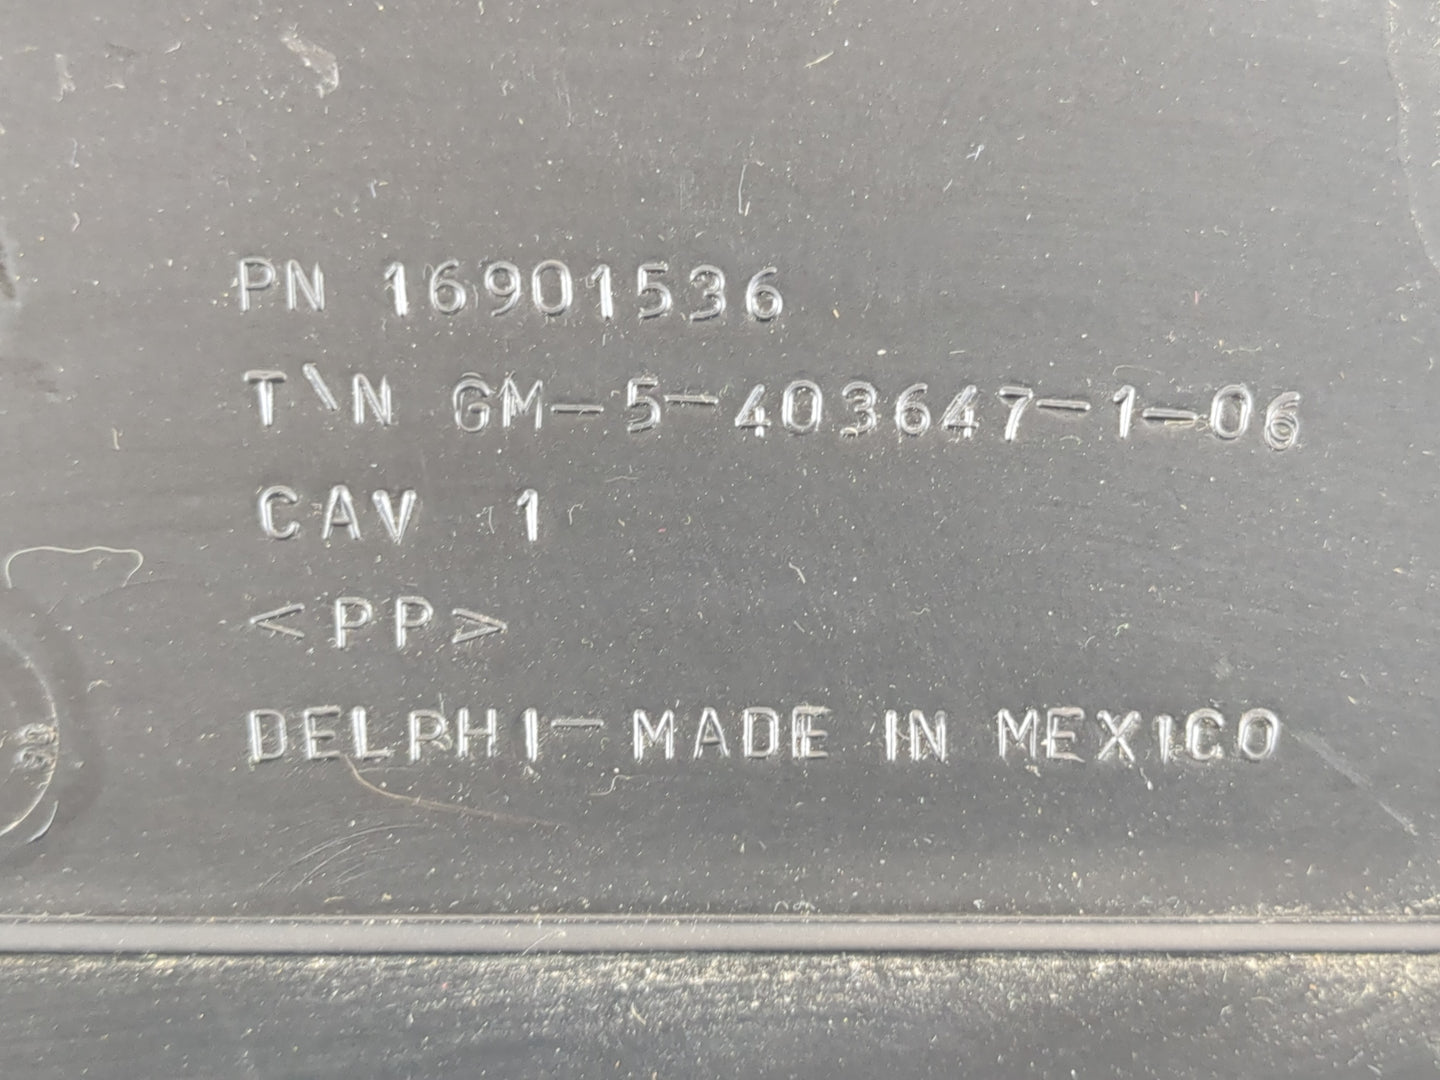 PN 16901536
T\N GM-5-403647-1-06
CAV 1
<PP>
DELPHI-MADE IN MEXICO